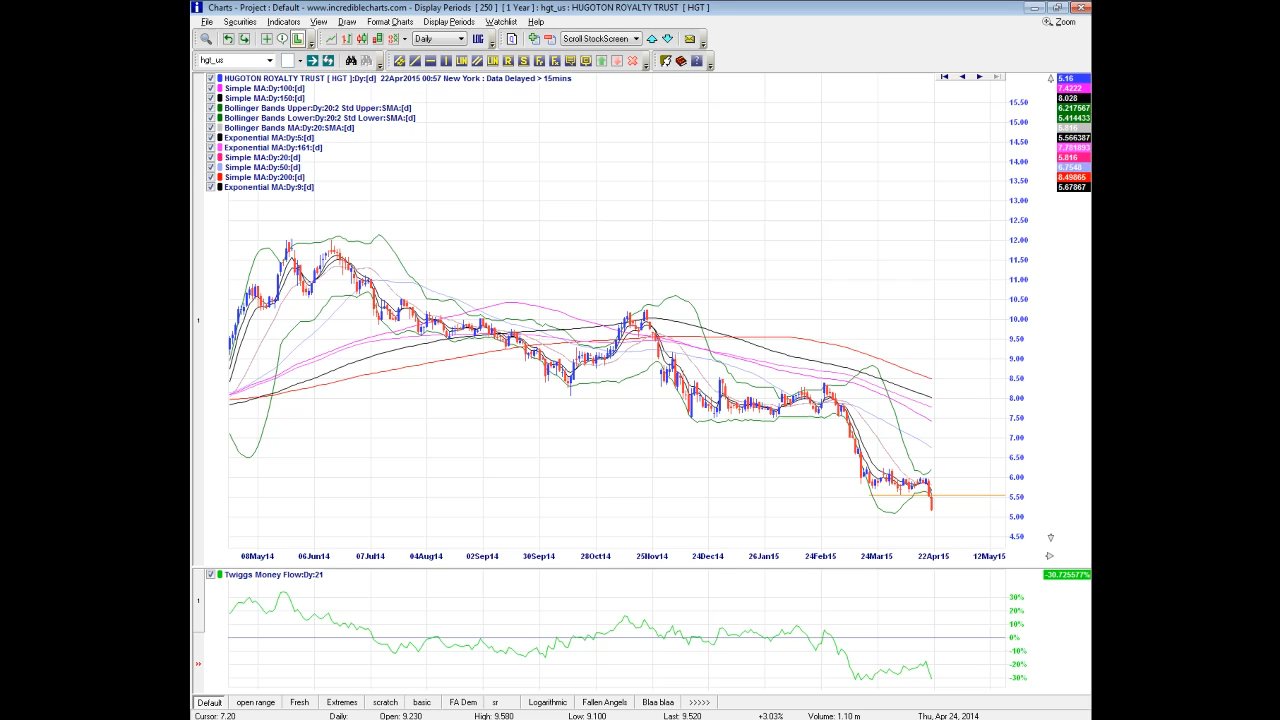 Charts - Project : Default - www.incrediblecharts.com - Display Periods [ 250 ] [ 1 Year ] : hgt_us : HUGOTON ROYALTY TRUST [ HGT ]
File Securities Indicators View Draw Format Charts Display Periods Watchlist Help Zoom
Daily Scroll StockScreen
hgt_us
HUGOTON ROYALTY TRUST [ HGT ]:Dy:[d] 22Apr2015 00:57 New York : Data Delayed > 15mins
Simple MA:Dy:100:[d]
Simple MA:Dy:150:[d]
Bollinger Bands Upper:Dy:20:2 Std Upper:SMA:[d]
Bollinger Bands Lower:Dy:20:2 Std Lower:SMA:[d]
Bollinger Bands MA:Dy:20:SMA:[d]
Exponential MA:Dy:5:[d]
Exponential MA:Dy:161:[d]
Simple MA:Dy:20:[d]
Simple MA:Dy:50:[d]
Simple MA:Dy:200:[d]
Exponential MA:Dy:9:[d]
5.16
7.4222
8.028
6.217567
5.414433
5.816
5.566387
7.781893
5.816
6.7548
8.49865
5.67867
15.50
15.00
14.50
14.00
13.50
13.00
12.50
12.00
11.50
11.00
10.50
10.00
9.50
9.00
8.50
8.00
7.50
7.00
6.50
6.00
5.50
5.00
4.50
1
08May14 06Jun14 07Jul14 04Aug14 02Sep14 30Sep14 28Oct14 25Nov14 24Dec14 26Jan15 24Feb15 24Mar15 22Apr15 12May15
Twiggs Money Flow:Dy:21
-30.725577%
1
30%
20%
10%
0%
-10%
-20%
-30%
Default open range Fresh Extremes scratch basic FA Dem sr Logarithmic Fallen Angels Blaa blaa >>>>>
Cursor: 7.20 Daily: Open: 9.230 High: 9.580 Low: 9.100 Last: 9.520 +3.03% Volume: 1.10 m Thu, Apr 24, 2014